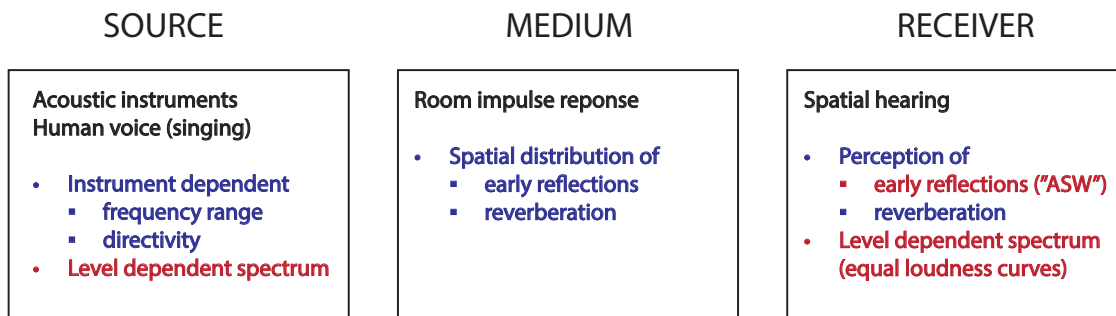 SOURCE
Acoustic instruments
Human voice (singing)
• Instrument dependent
▪ frequency range
▪ directivity
• Level dependent spectrum
MEDIUM
Room impulse reponse
• Spatial distribution of
▪ early reflections
▪ reverberation
RECEIVER
Spatial hearing
• Perception of
▪ early reflections (”ASW”)
▪ reverberation
• Level dependent spectrum
(equal loudness curves)